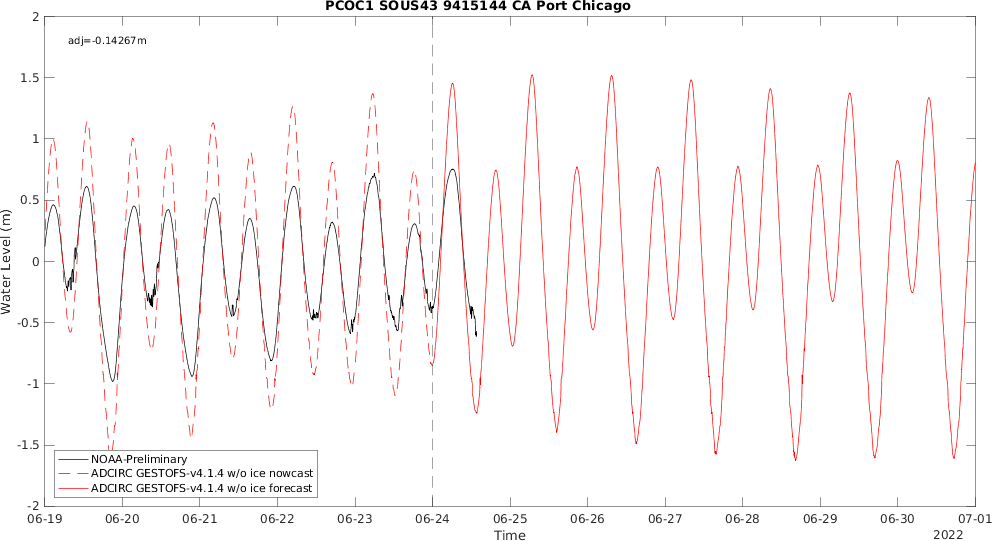 PCOC1 SOUS43 9415144 CA Port Chicago
adj=-0.14267m
Water Level (m)
2
1.5
1
0.5
0
-0.5
-1
-1.5
-2
NOAA-Preliminary
ADCIRC GESTOFS-v4.1.4 w/o ice nowcast
ADCIRC GESTOFS-v4.1.4 w/o ice forecast
06-19 06-20 06-21 06-22 06-23 06-24 06-25 06-26 06-27 06-28 06-29 06-30 07-01
Time
2022